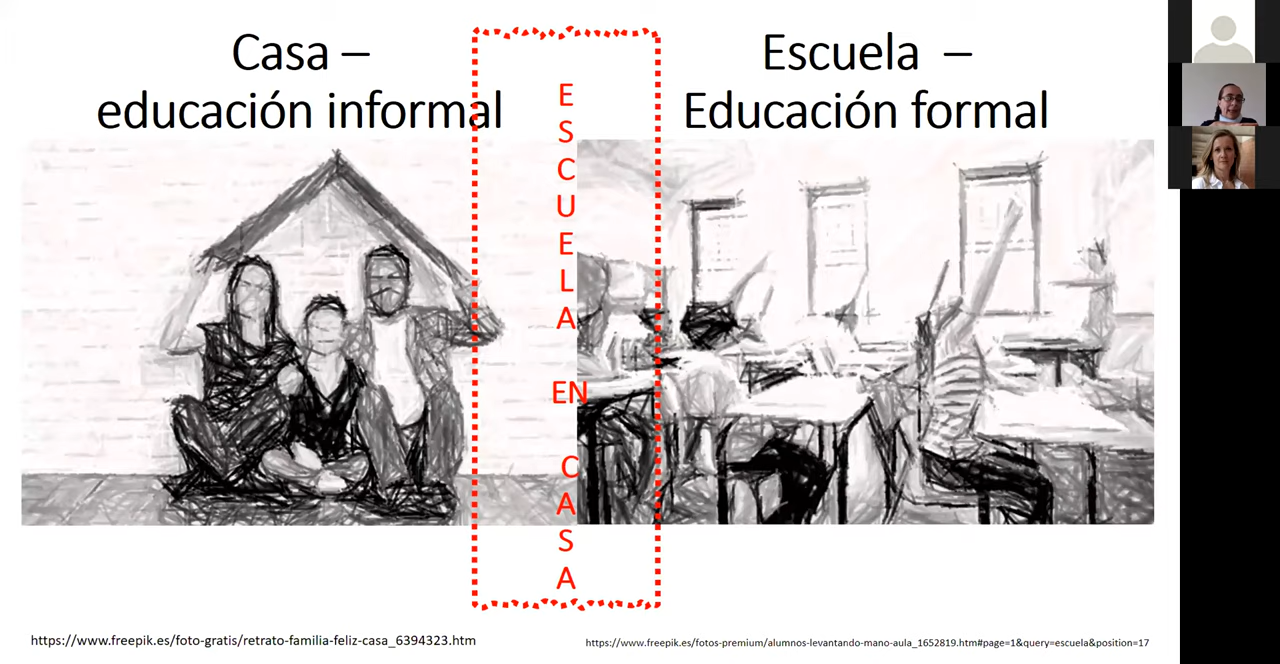 Casa –
educación informal
Escuela –
Educación formal
E
S
C
U
E
L
A
EN
C
A
S
A
https://www.freepik.es/foto-gratis/retrato-familia-feliz-casa_6394323.htm
https://www.freepik.es/fotos-premium/alumnos-levantando-mano-aula_1652819.htm#page=1&query=escuela&position=17